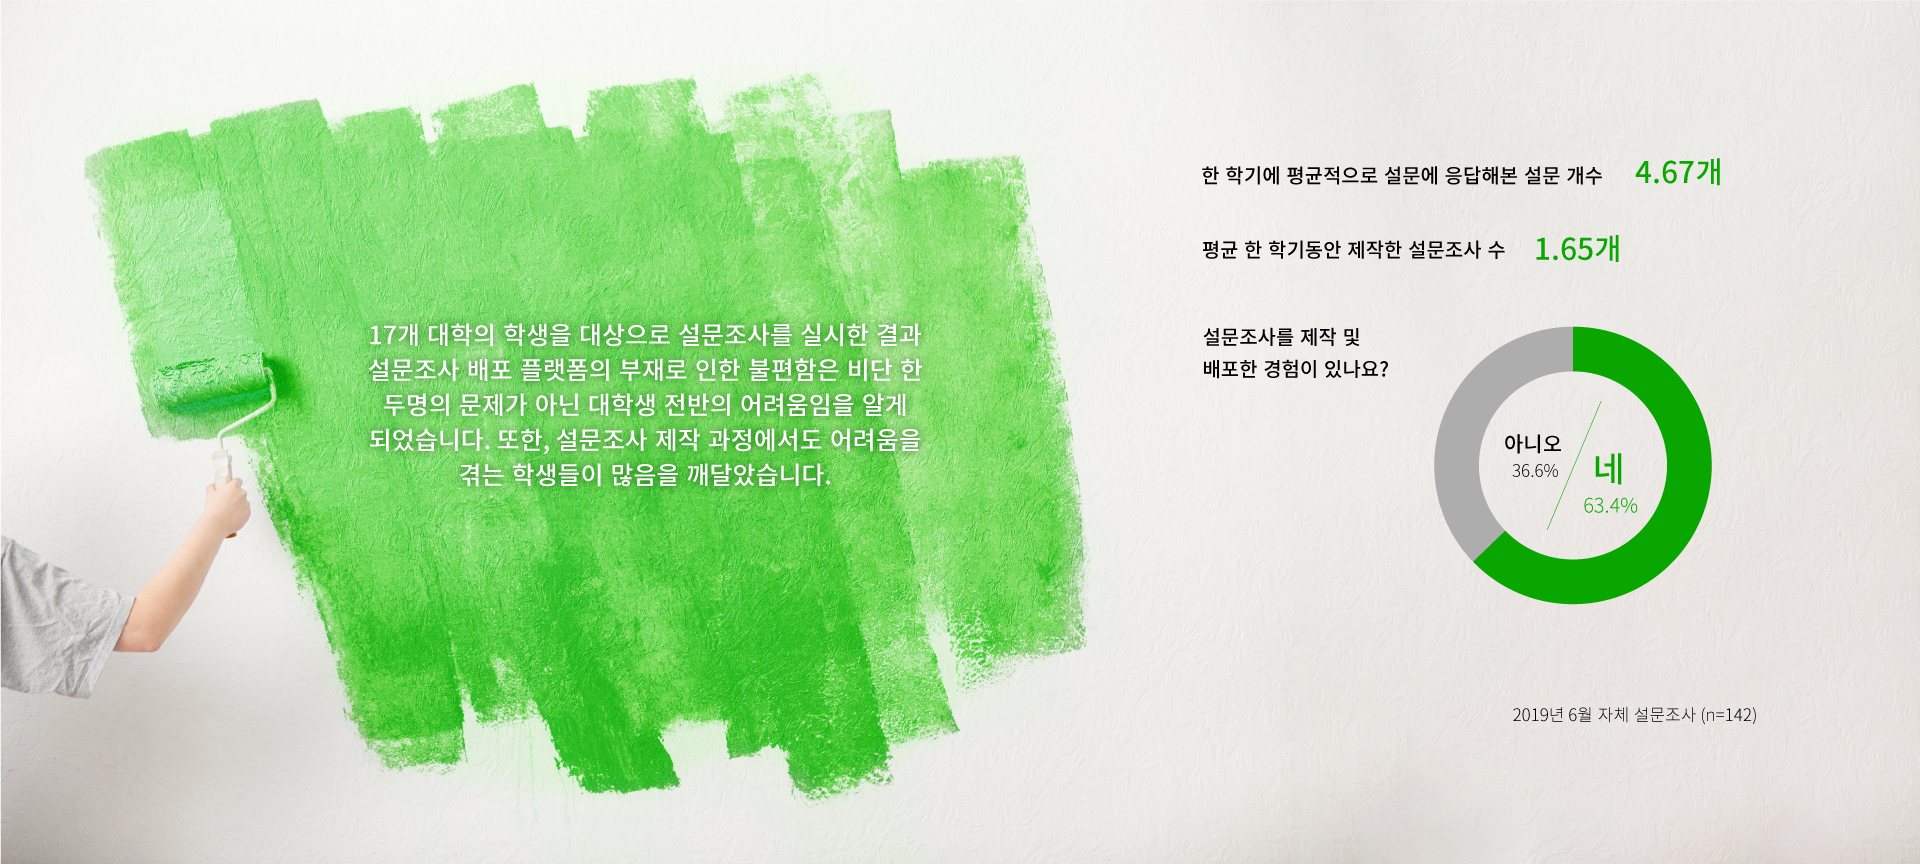 17개 대학의 학생을 대상으로 설문조사를 실시한 결과
설문조사 배포 플랫폼의 부재로 인한 불편함은 비단 한
두명의 문제가 아닌 대학생 전반의 어려움임을 알게
되었습니다. 또한, 설문조사 제작 과정에서도 어려움을
겪는 학생들이 많음을 깨달았습니다.
한 학기에 평균적으로 설문에 응답해본 설문 개수 4.67개
평균 한 학기동안 제작한 설문조사 수 1.65개
설문조사를 제작 및
배포한 경험이 있나요?
아니오
36.6%
네
63.4%
2019년 6월 자체 설문조사 (n=142)